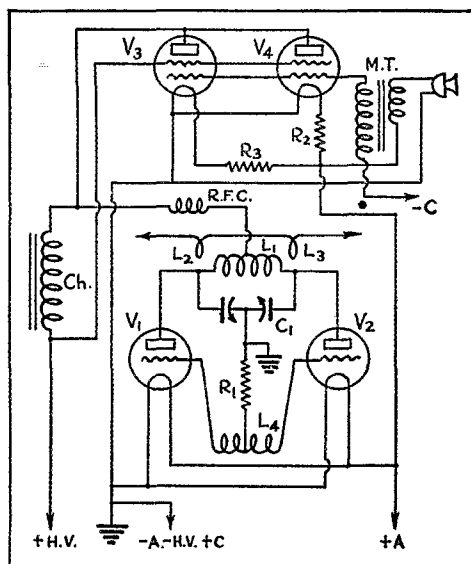 V3
V4
M.T.
R2
R3
-C
R.F.C.
L1
L2
L3
Ch.
C1
V1
V2
R1
L4
+H.V.
-A.-H.V.+C
+A